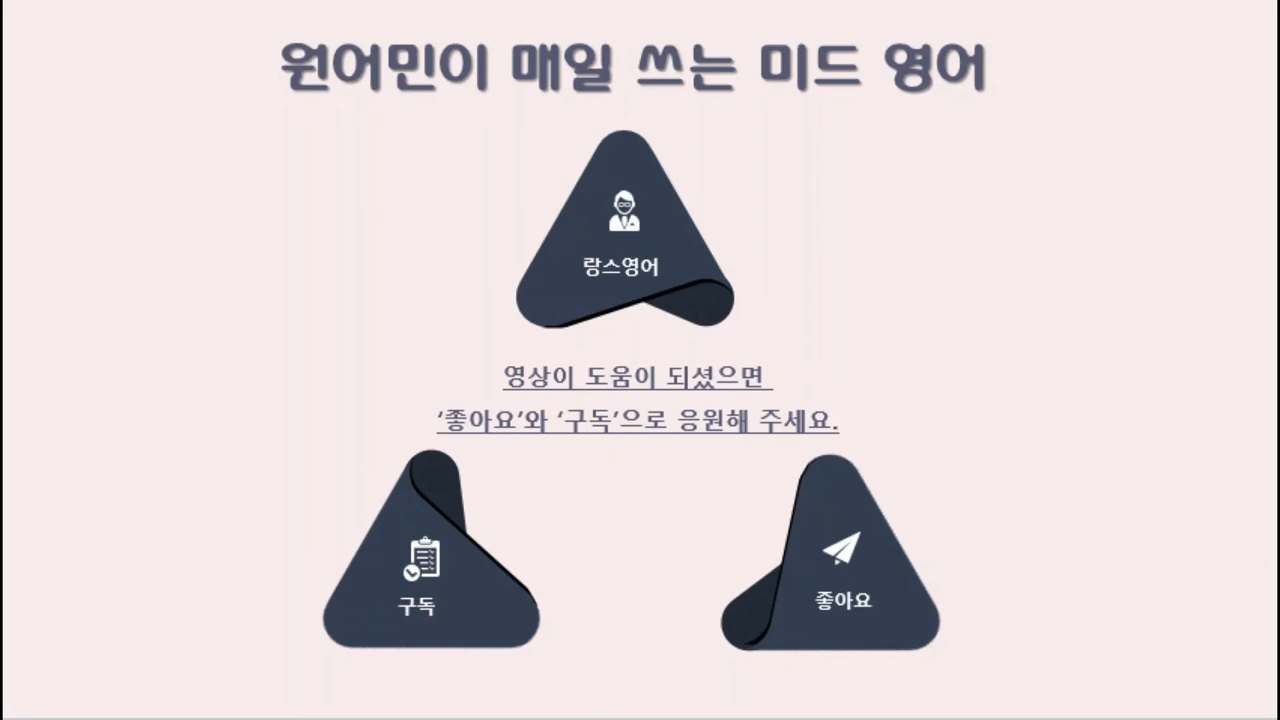 원어민이 매일 쓰는 미드 영어
랑스영어
영상이 도움이 되셨으면
‘좋아요’와 ‘구독’으로 응원해 주세요.
구독
좋아요